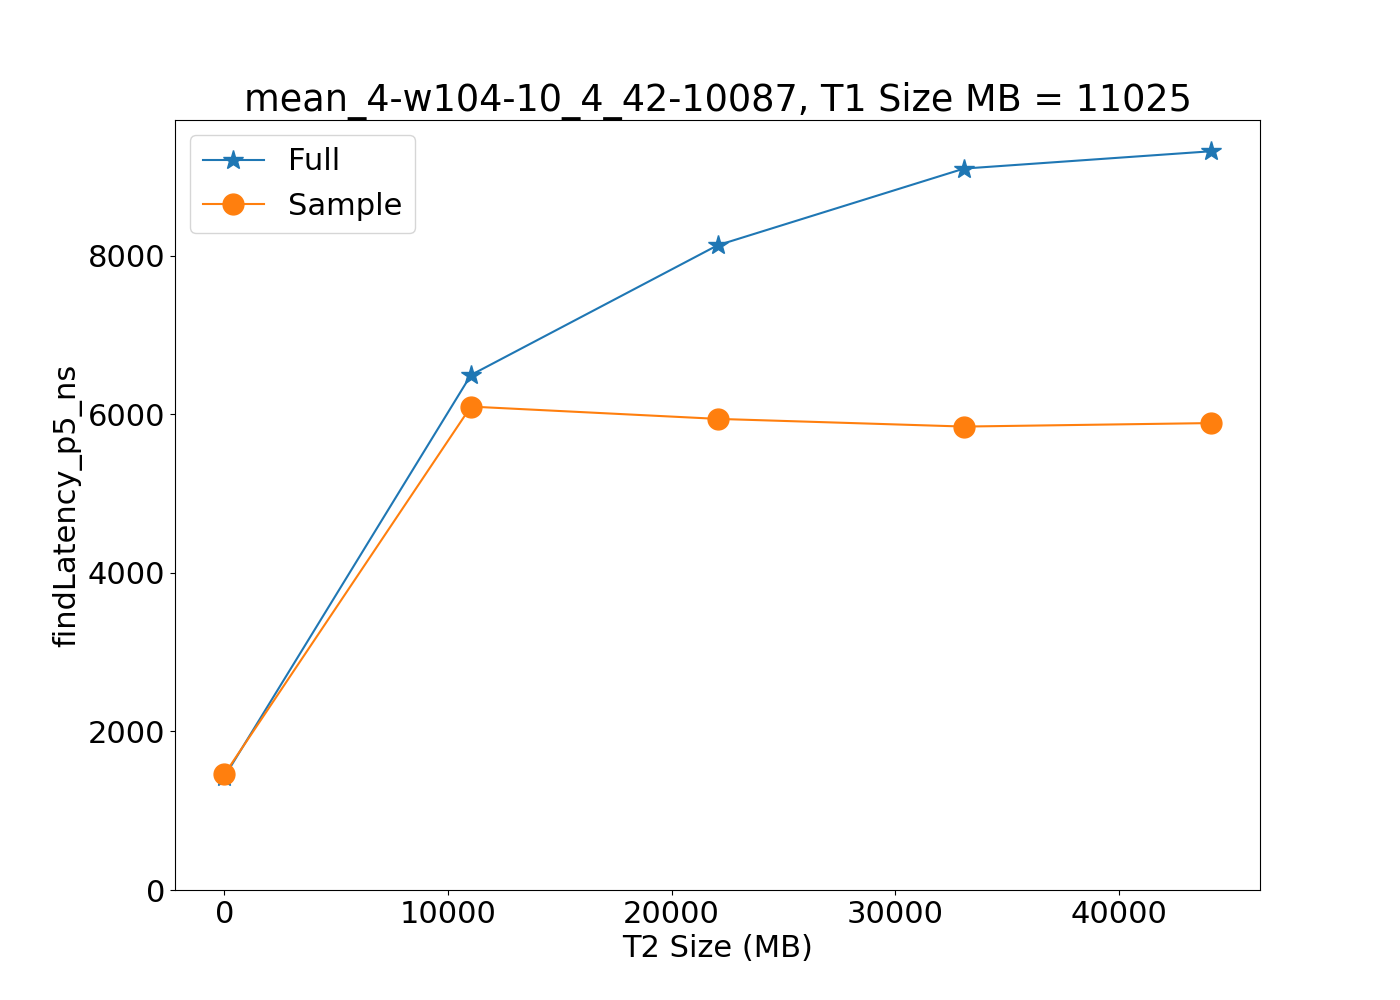 mean_4-w104-10_4_42-10087, T1 Size MB = 11025
Full
Sample
findLatency_p5_ns
8000
6000
4000
2000
0
0 10000 20000 30000 40000
T2 Size (MB)